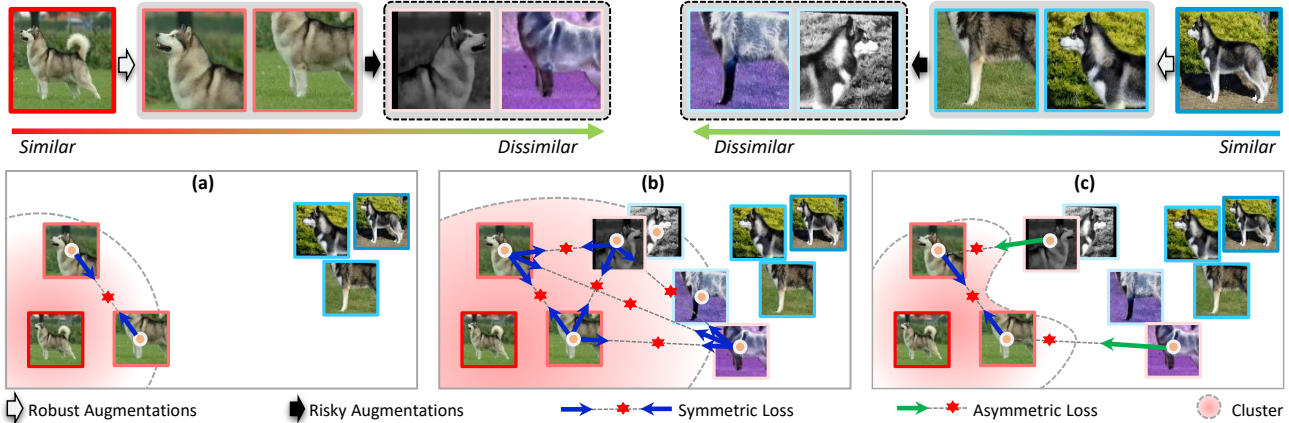 Similar
Dissimilar
Dissimilar
Similar
(a)
(b)
(c)
Robust Augmentations
Risky Augmentations
Symmetric Loss
Asymmetric Loss
Cluster